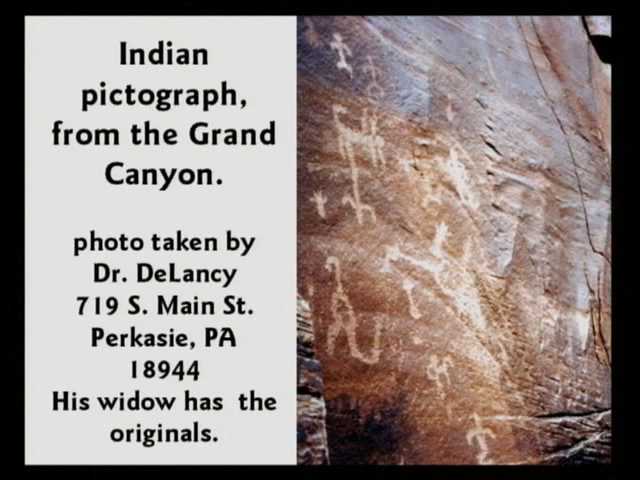 Indian
pictograph,
from the Grand
Canyon.
photo taken by
Dr. DeLancy
719 S. Main St.
Perkasie, PA
18944
His widow has the
originals.